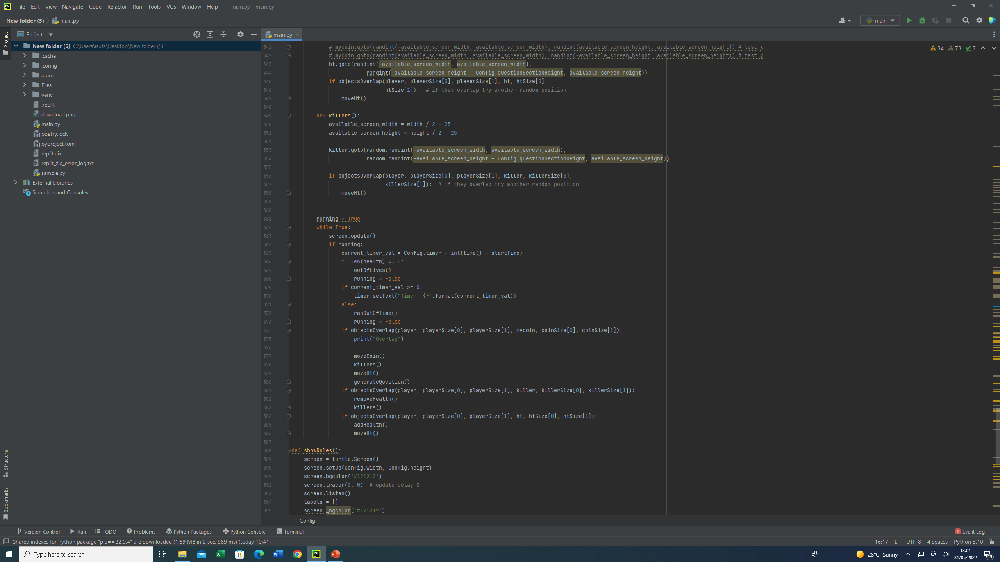 File Edit View Navigate Code Refactor Run Tools VCS Window Help main.py - main.py
New folder (5) main.py main
Project main.py
New folder (5) C:\Users\isufa\Desktop\New folder (5)
.cache
.config
.upm
Files
venv
.replit
download.png
main.py
poetry.lock
pyproject.toml
replit.nix
replit_zip_error_log.txt
sample.py
External Libraries
Scratches and Consoles
Project
Structure
Bookmarks
34 73 7
341 # mycoin.goto(randint(-available_screen_width, available_screen_width), randint(available_screen_height, available_screen_height)) # test x
342 # mycoin.goto(randint(available_screen_width, available_screen_width), randint(-available_screen_height, available_screen_height)) # test y
343 ht.goto(randint(-available_screen_width, available_screen_width),
344 randint(-available_screen_height + Config.questionSectionHeight, available_screen_height))
345 if objectsOverlap(player, playerSize[0], playerSize[1], ht, htSize[0],
346 htSize[1]):  # if they overlap try another random position
347 moveHt()
348
349 def killers():
350 available_screen_width = width / 2 - 25
351 available_screen_height = height / 2 - 25
352
353 killer.goto(random.randint(-available_screen_width, available_screen_width),
354 random.randint(-available_screen_height + Config.questionSectionHeight, available_screen_height))
355
356 if objectsOverlap(player, playerSize[0], playerSize[1], killer, killerSize[0],
357 killerSize[1]):  # if they overlap try another random position
358 moveHt()
359
360
361 running = True
362 while True:
363 screen.update()
364 if running:
365 current_timer_val = Config.timer - int(time() - startTime)
366 if len(health) <= 0:
367 outOfLives()
368 running = False
369 if current_timer_val >= 0:
370 timer.setText("Timer: {}".format(current_timer_val))
371 else:
372 ranOutOfTime()
373 running = False
374 if objectsOverlap(player, playerSize[0], playerSize[1], mycoin, coinSize[0], coinSize[1]):
375 print("Overlap")
376
377 moveCoin()
378 killers()
379 moveHt()
380 generateQuestion()
381 if objectsOverlap(player, playerSize[0], playerSize[1], killer, killerSize[0], killerSize[1]):
382 removeHealth()
383 killers()
384 if objectsOverlap(player, playerSize[0], playerSize[1], ht, htSize[0], htSize[1]):
385 addHealth()
386 moveHt()
387
388 def showRules():
389 screen = turtle.Screen()
390 screen.setup(Config.width, Config.height)
391 screen.bgcolor('#121212')
392 screen.tracer(0, 0)  # update delay 0
393 screen.listen()
394 labels = []
395 screen._bgcolor('#121212')
Config
Version Control Run TODO Problems Python Packages Python Console Terminal 1 Event Log
Shared indexes for Python package "pip==22.0.4" are downloaded (1.69 MB in 2 sec, 969 ms) (today 10:41) 16:17 LF UTF-8 4 spaces Python 3.10
Type here to search 28°C Sunny 13:01
31/05/2022 19